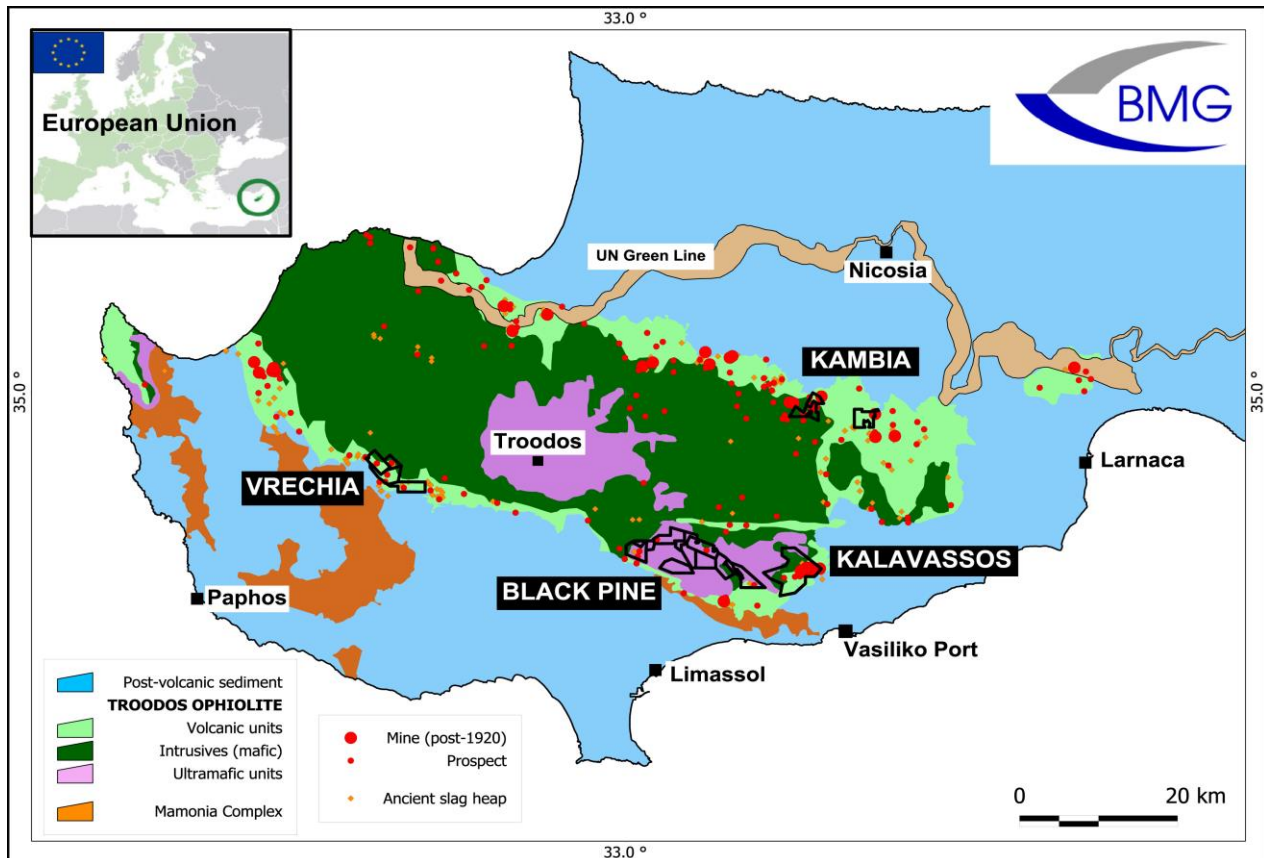 33.0 °
European Union
BMG
UN Green Line
Nicosia
KAMBIA
35.0 °
35.0 °
Troodos
Larnaca
VRECHIA
KALAVASSOS
BLACK PINE
Paphos
Vasiliko Port
Limassol
Post-volcanic sediment
TROODOS OPHIOLITE
Volcanic units
Intrusives (mafic)
Ultramafic units
Mamonia Complex
Mine (post-1920)
Prospect
Ancient slag heap
0 20 km
33.0 °